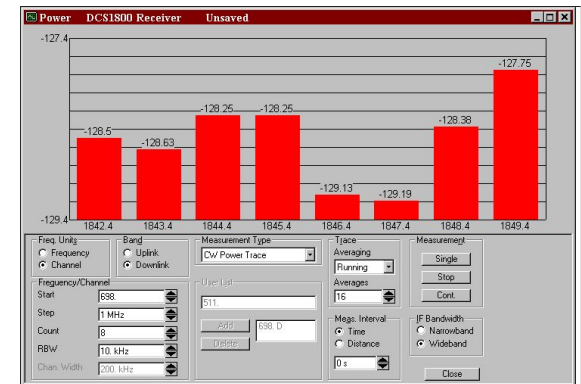 Power DCS1800 Receiver Unsaved
-127.4
-127.75
-128.25 -128.25
-128.38
-128.5
-128.63
-129.13
-129.19
-129.4
1842.4 1843.4 1844.4 1845.4 1846.4 1847.4 1848.4 1849.4
Freq. Units
Frequency
Channel
Band
Uplink
Downlink
Measurement Type
CW Power Trace
Trace
Averaging
Running
Averages
16
Measurement
Single
Stop
Cont.
Frequency/Channel
Start 698.
Step 1 MHz
Count 8
RBW 10. kHz
Chan. Width 200. kHz
User List
511.
Add
Delete
698. D
Meas. Interval
Time
Distance
0 s
IF Bandwidth
Narrowband
Wideband
Close